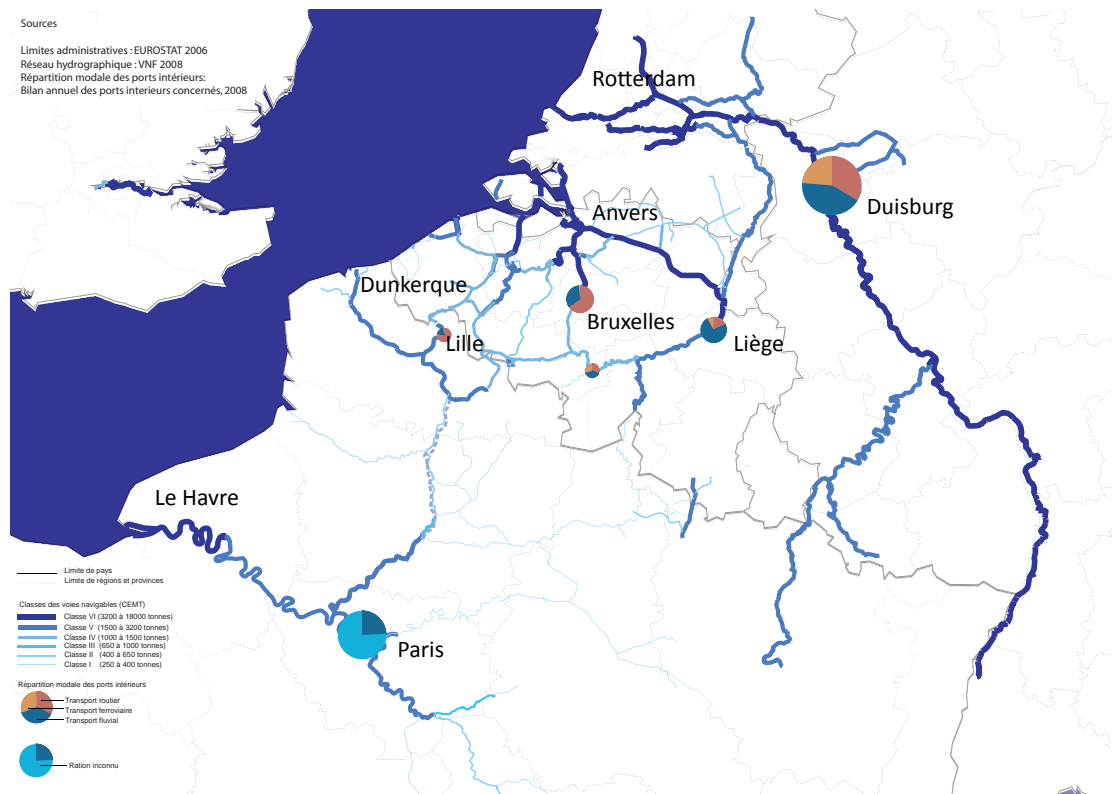 Sources
Limites administratives : EUROSTAT 2006
Réseau hydrographique : VNF 2008
Répartition modale des ports intérieurs:
Bilan annuel des ports interieurs concernés, 2008
Rotterdam
Duisburg
Anvers
Dunkerque
Bruxelles
Lille
Liège
Le Havre
Paris
Limite de pays
Limite de régions et provinces
Classes des voies navigables (CEMT)
Classe VI (3200 à 18000 tonnes)
Classe V (1500 à 3200 tonnes)
Classe IV (1000 à 1500 tonnes)
Classe III (650 à 1000 tonnes)
Classe II (400 à 650 tonnes)
Classe I (250 à 400 tonnes)
Répartition modale des ports intérieurs
Transport routier
Transport ferroviaire
Transport fluvial
Ration inconnu